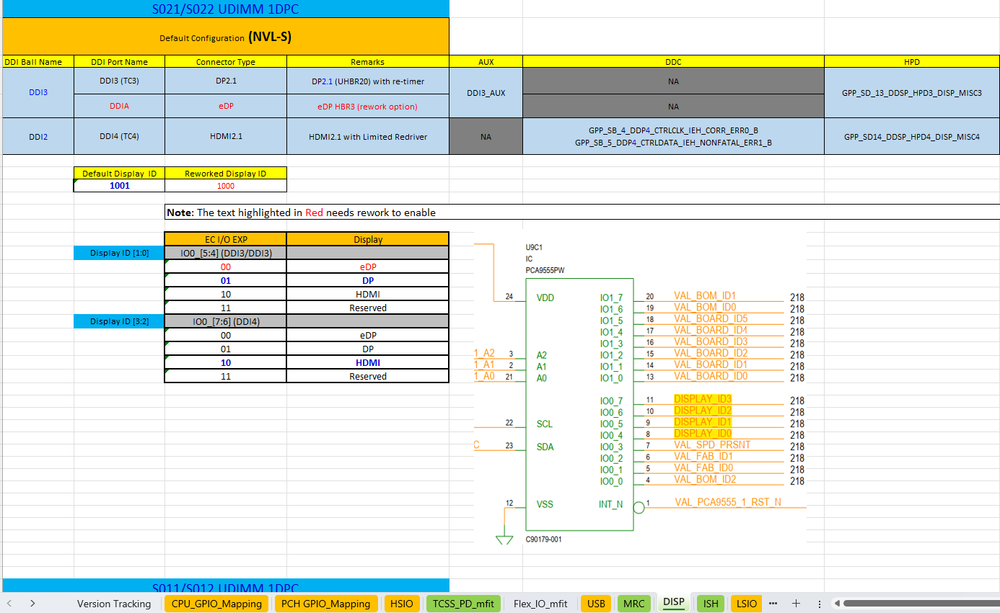 S021/S022 UDIMM 1DPC
Default Configuration (NVL-S)
DDI Ball Name DDI Port Name Connector Type Remarks AUX DDC HPD
DDI3 DDI3 (TC3) DP2.1 DP2.1 (UHBR20) with re-timer DDI3_AUX NA GPP_SD_13_DDSP_HPD3_DISP_MISC3
DDIA eDP eDP HBR3 (rework option) NA
DDI2 DDI4 (TC4) HDMI2.1 HDMI2.1 with Limited Redriver NA GPP_SB_4_DDP4_CTRLCLK_IEH_CORR_ERR0_B GPP_SD14_DDSP_HPD4_DISP_MISC4
GPP_SB_5_DDP4_CTRLDATA_IEH_NONFATAL_ERR1_B
Default Display ID Reworked Display ID
1001 1000
Note: The text highlighted in Red needs rework to enable
EC I/O EXP Display
Display ID [1:0] IO0_[5:4] (DDI3/DDI3)
00 eDP
01 DP
10 HDMI
11 Reserved
Display ID [3:2] IO0_[7:6] (DDI4)
00 eDP
01 DP
10 HDMI
11 Reserved
U9C1
IC
PCA9555PW
24 VDD IO1_7 20 VAL_BOM_ID1 218
IO1_6 19 VAL_BOM_ID0 218
IO1_5 18 VAL_BOARD_ID5 218
IO1_4 17 VAL_BOARD_ID4 218
IO1_3 16 VAL_BOARD_ID3 218
1_A2 3 A2 IO1_2 15 VAL_BOARD_ID2 218
1_A1 2 A1 IO1_1 14 VAL_BOARD_ID1 218
1_A0 21 A0 IO1_0 13 VAL_BOARD_ID0 218
IO0_7 11 DISPLAY_ID3 218
IO0_6 10 DISPLAY_ID2 218
22 SCL IO0_5 9 DISPLAY_ID1 218
IO0_4 8 DISPLAY_ID0 218
C 23 SDA IO0_3 7 VAL_SPD_PRSNT 218
IO0_2 6 VAL_FAB_ID1 218
IO0_1 5 VAL_FAB_ID0 218
IO0_0 4 VAL_BOM_ID2 218
12 VSS INT_N 1 VAL_PCA9555_1_RST_N
C90179-001
S011/S012 UDIMM 1DPC
Version Tracking CPU_GPIO_Mapping PCH GPIO_Mapping HSIO TCSS_PD_mfit Flex_IO_mfit USB MRC DISP ISH LSIO